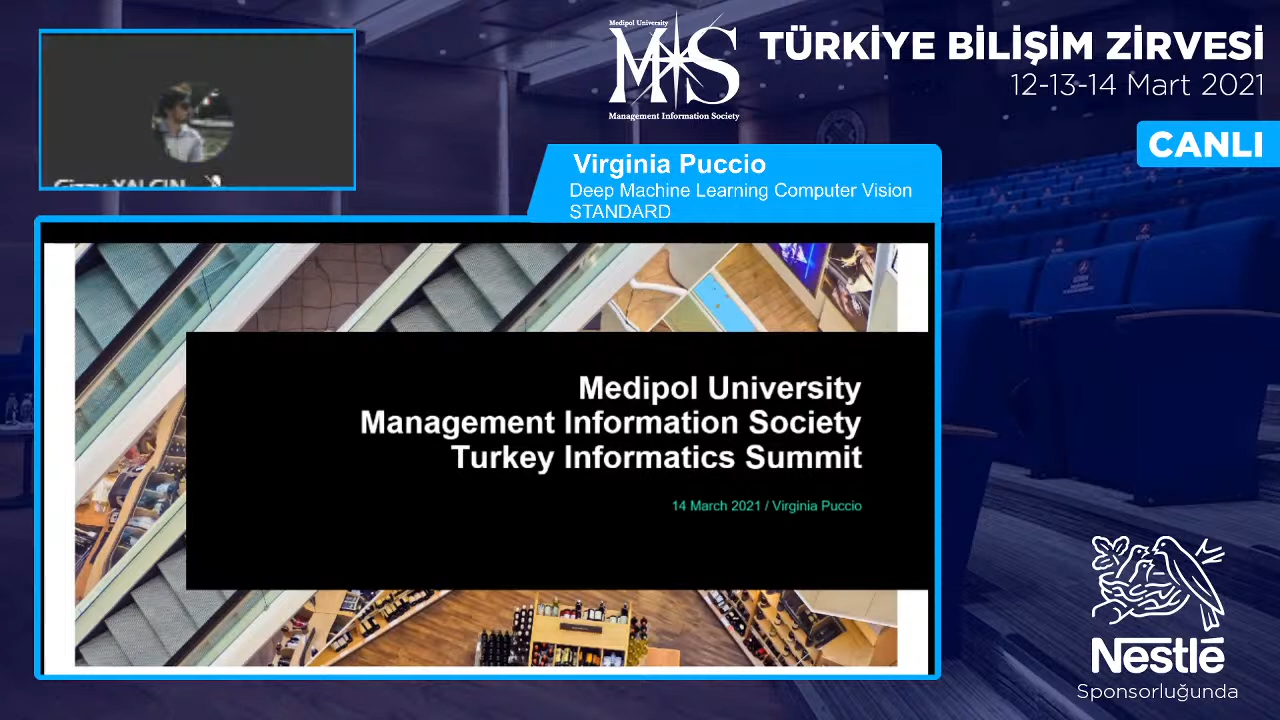 Medipol University
MIS
Management Information Society
TÜRKİYE BİLİŞİM ZİRVESİ
12-13-14 Mart 2021
CANLI
Virginia Puccio
Deep Machine Learning Computer Vision
STANDARD
Medipol University
Management Information Society
Turkey Informatics Summit
14 March 2021 / Virginia Puccio
Nestlé
Sponsorluğunda